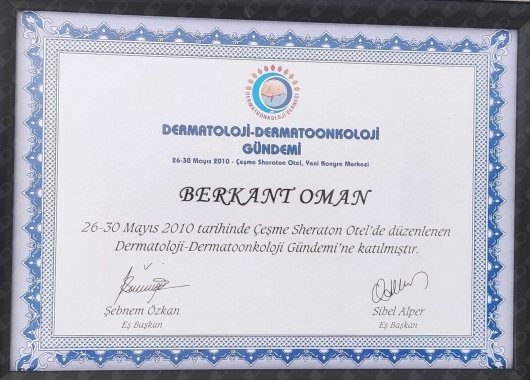 DERMATOONKOLOJİ DERNEĞİ
DERMATOLOJİ-DERMATOONKOLOJİ
GÜNDEMİ
26-30 Mayıs 2010 - Çeşme Sheraton Otel, Yeni Kongre Merkezi
BERKANT OMAN
26-30 Mayıs 2010 tarihinde Çeşme Sheraton Otel'de düzenlenen
Dermatoloji-Dermatoonkoloji Gündemi'ne katılmıştır.
Şebnem Özkan
Eş Başkan
Sibel Alper
Eş Başkan